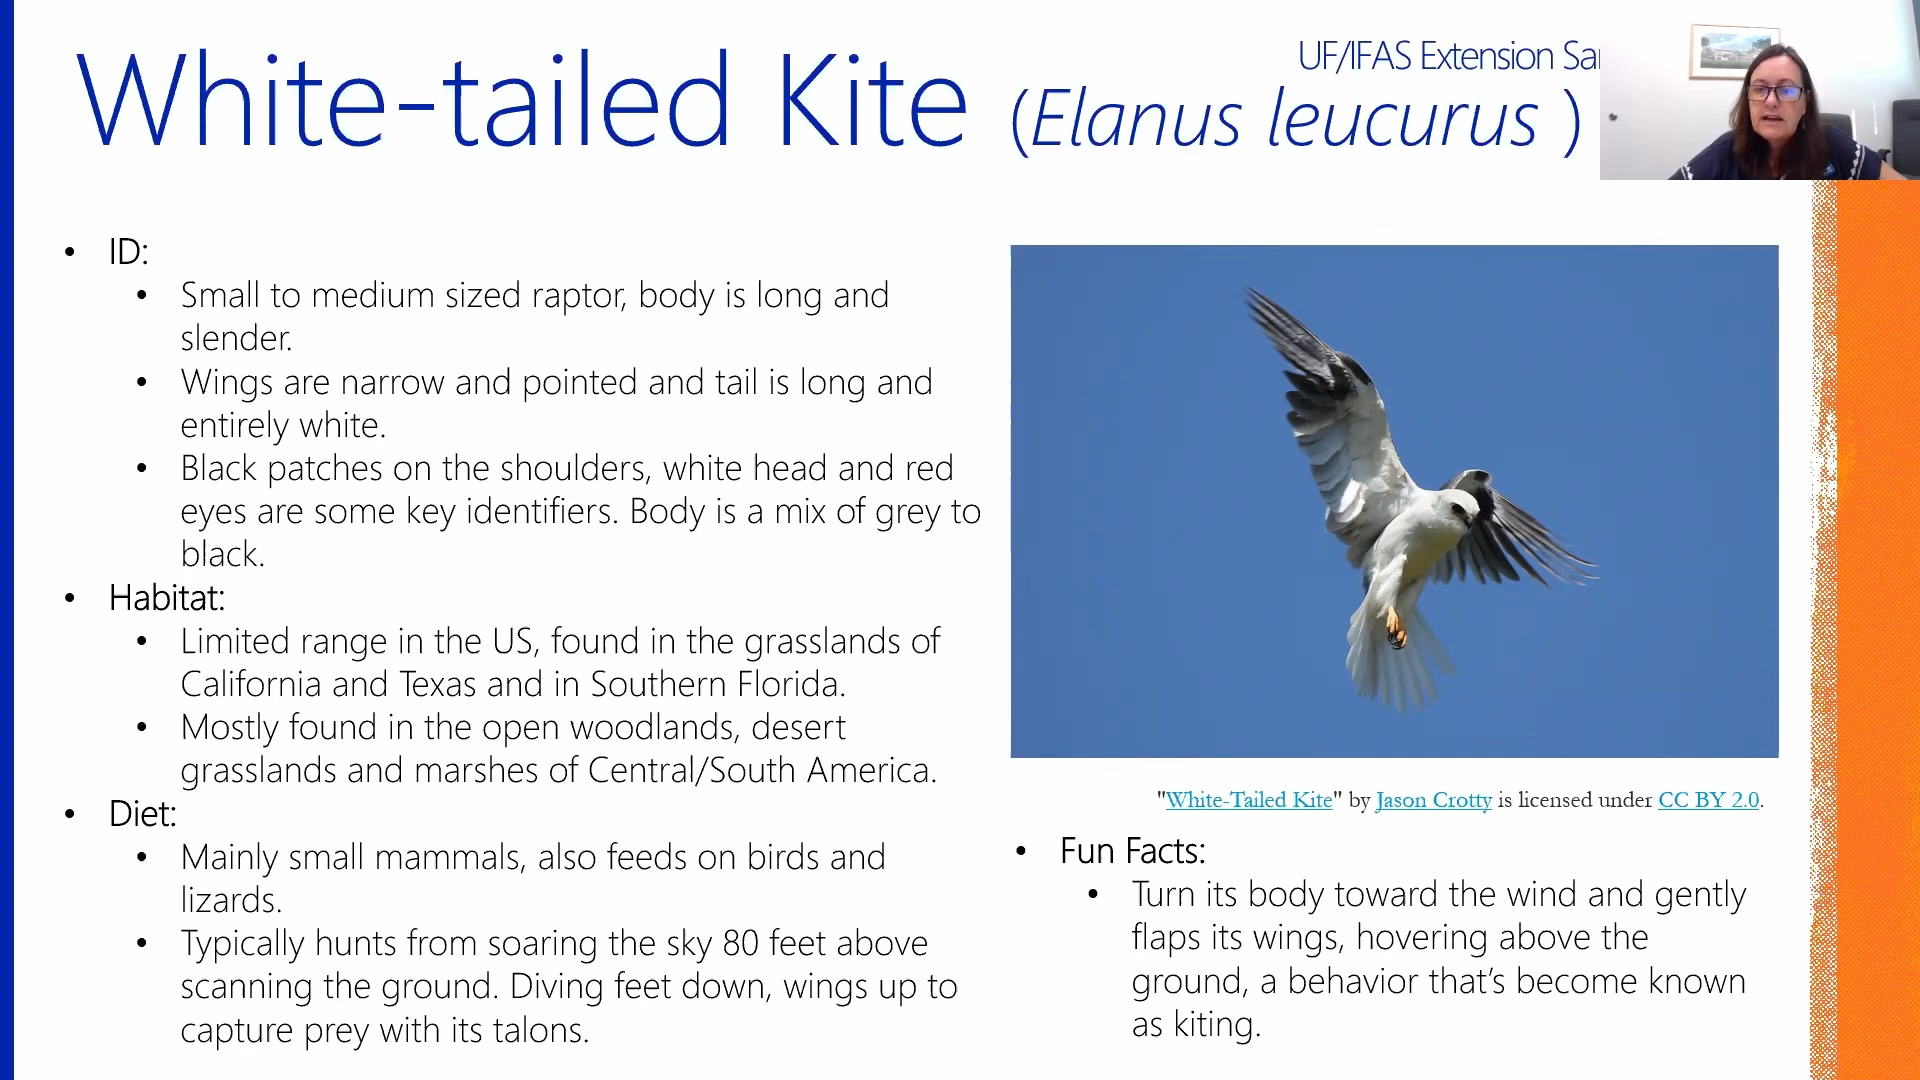 UF/IFAS Extension
White-tailed Kite (Elanus leucurus )
• ID:
• Small to medium sized raptor, body is long and
slender.
• Wings are narrow and pointed and tail is long and
entirely white.
• Black patches on the shoulders, white head and red
eyes are some key identifiers. Body is a mix of grey to
black.
• Habitat:
• Limited range in the US, found in the grasslands of
California and Texas and in Southern Florida.
• Mostly found in the open woodlands, desert
grasslands and marshes of Central/South America.
• Diet:
• Mainly small mammals, also feeds on birds and
lizards.
• Typically hunts from soaring the sky 80 feet above
scanning the ground. Diving feet down, wings up to
capture prey with its talons.
"White-Tailed Kite" by Jason Crotty is licensed under CC BY 2.0.
• Fun Facts:
• Turn its body toward the wind and gently
flaps its wings, hovering above the
ground, a behavior that’s become known
as kiting.